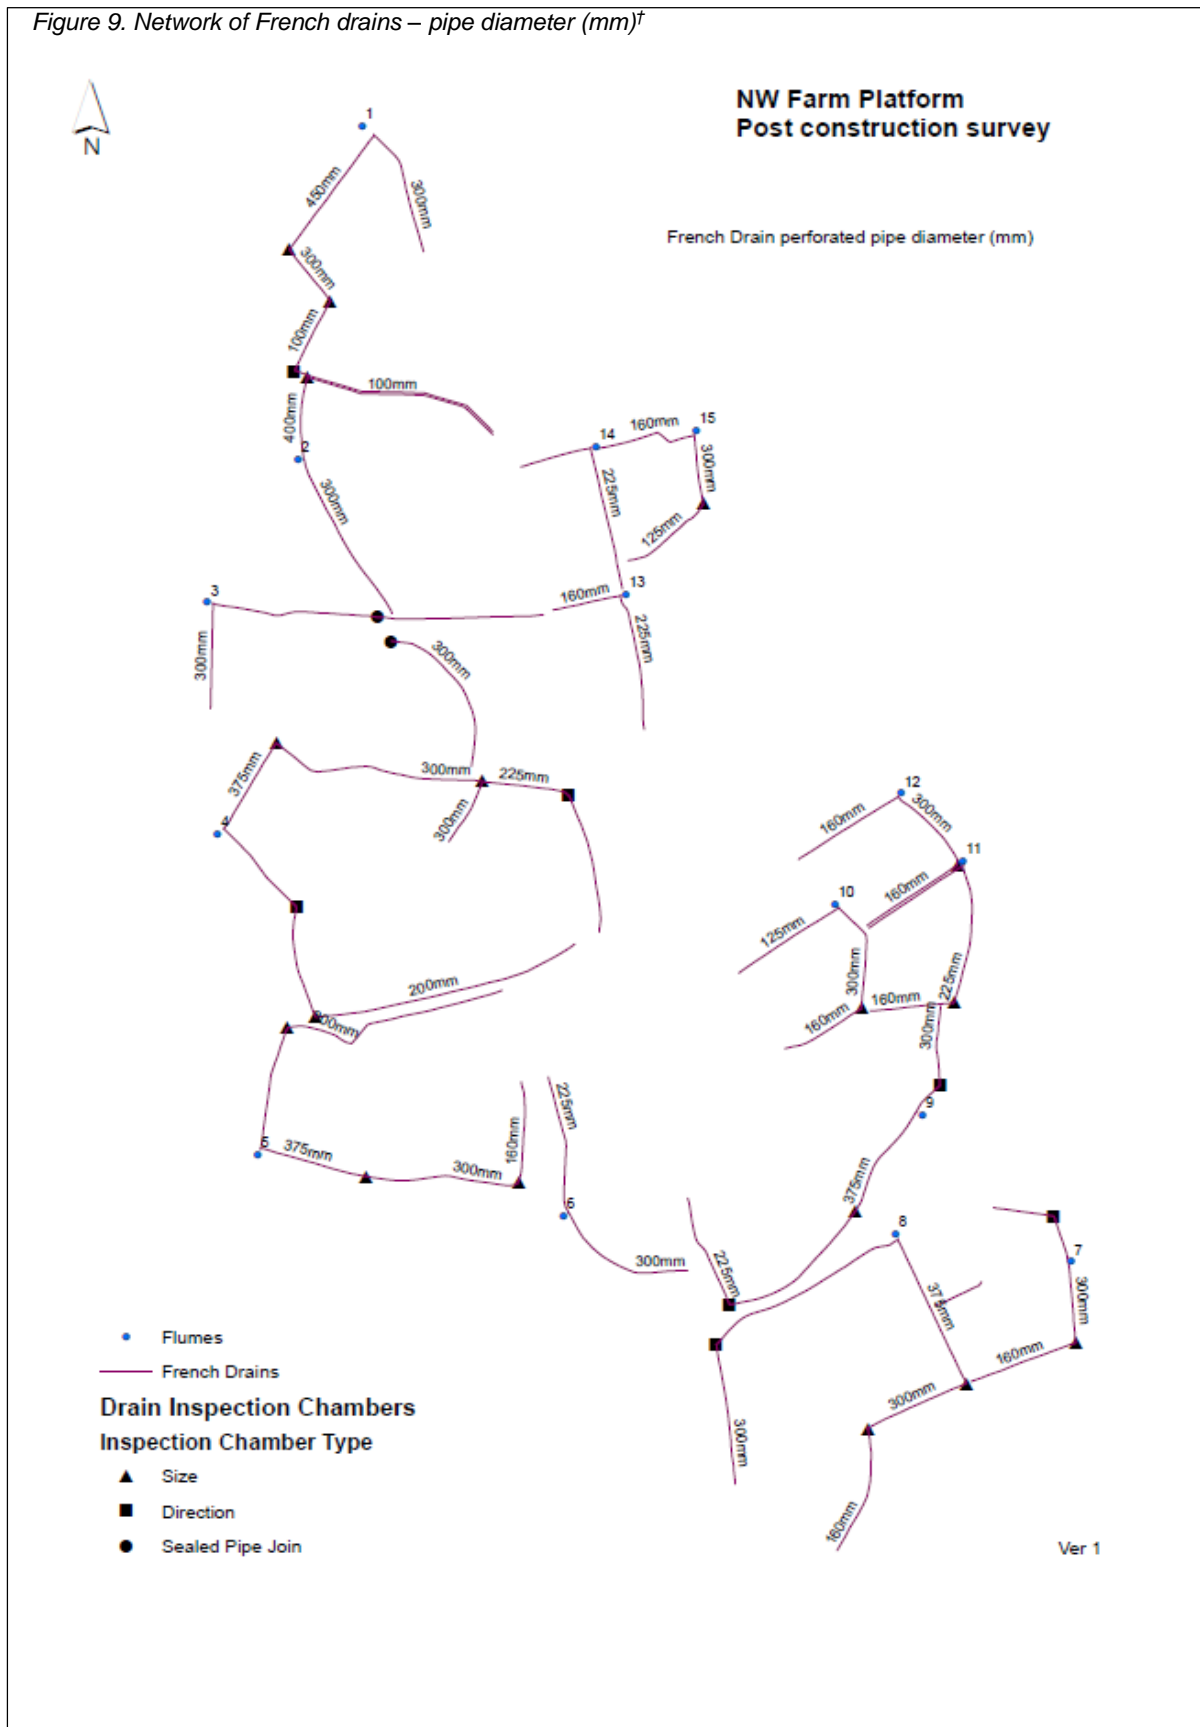 Figure 9. Network of French drains – pipe diameter (mm)†
NW Farm Platform
Post construction survey
N
French Drain perforated pipe diameter (mm)
1
450mm
300mm
300mm
100mm
100mm
400mm
2
300mm
14
160mm
15
225mm
300mm
125mm
3
160mm
13
300mm
300mm
225mm
375mm
300mm
225mm
300mm
4
12
160mm
300mm
11
160mm
10
125mm
300mm
160mm
225mm
160mm
300mm
200mm
300mm
9
5
375mm
300mm
160mm
225mm
6
300mm
375mm
8
7
225mm
375mm
300mm
160mm
300mm
300mm
160mm
Flumes
French Drains
Drain Inspection Chambers
Inspection Chamber Type
Size
Direction
Sealed Pipe Join
Ver 1